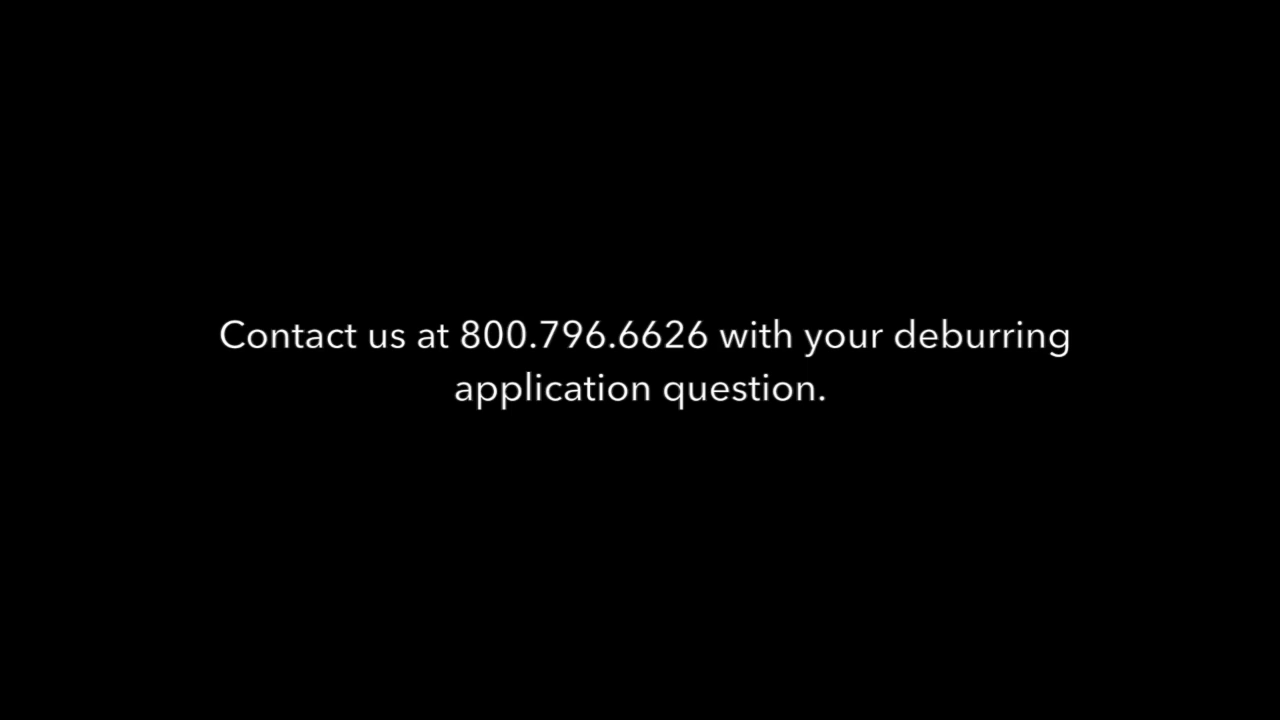 Contact us at 800.796.6626 with your deburring
application question.